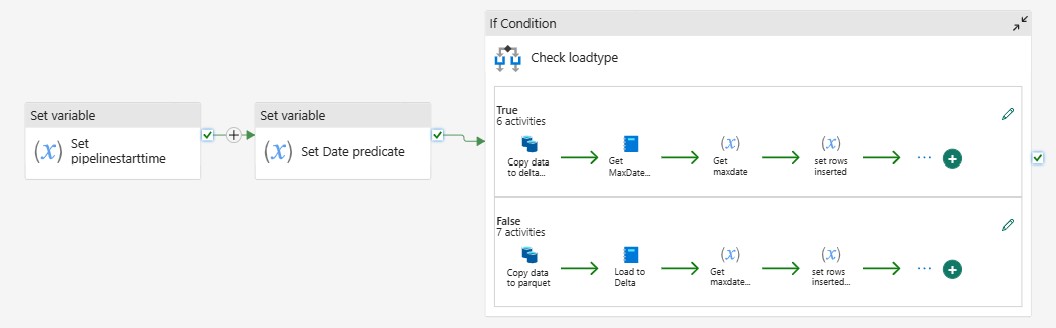 Set variable
(x) Set
pipelinestarttime
Set variable
(x) Set Date predicate
If Condition
Check loadtype
True
6 activities
Copy data
to delta...
Get
MaxDate...
(x)
Get
maxdate
(x)
set rows
inserted
...
False
7 activities
Copy data
to parquet
Load to
Delta
(x)
Get
maxdate...
(x)
set rows
inserted...
...